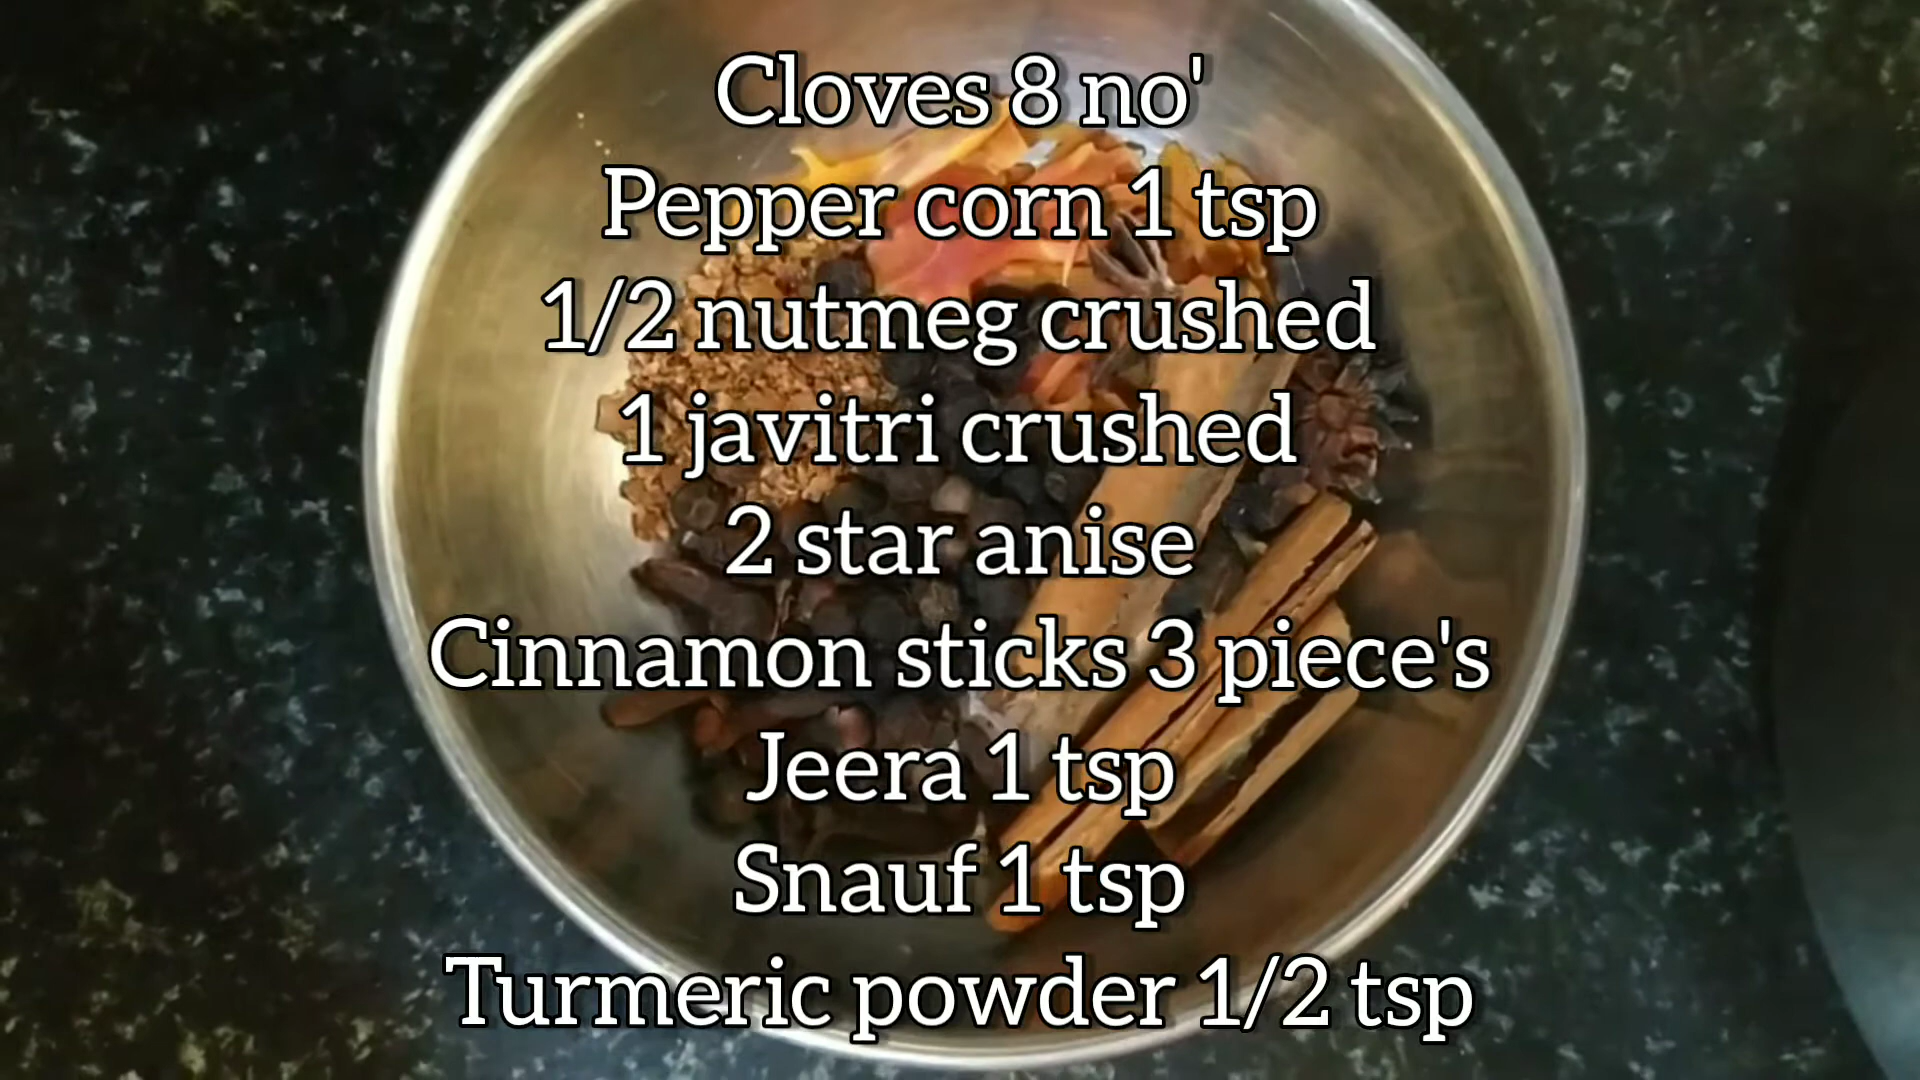 Cloves 8 no'
Pepper corn 1 tsp
1/2 nutmeg crushed
1 javitri crushed
2 star anise
Cinnamon sticks 3 piece's
Jeera 1 tsp
Snauf 1 tsp
Turmeric powder 1/2 tsp